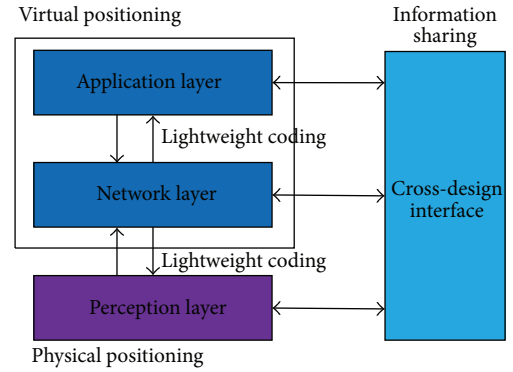 Virtual positioning
Information
sharing
Application layer
Lightweight coding
Network layer
Cross-design
interface
Lightweight coding
Perception layer
Physical positioning